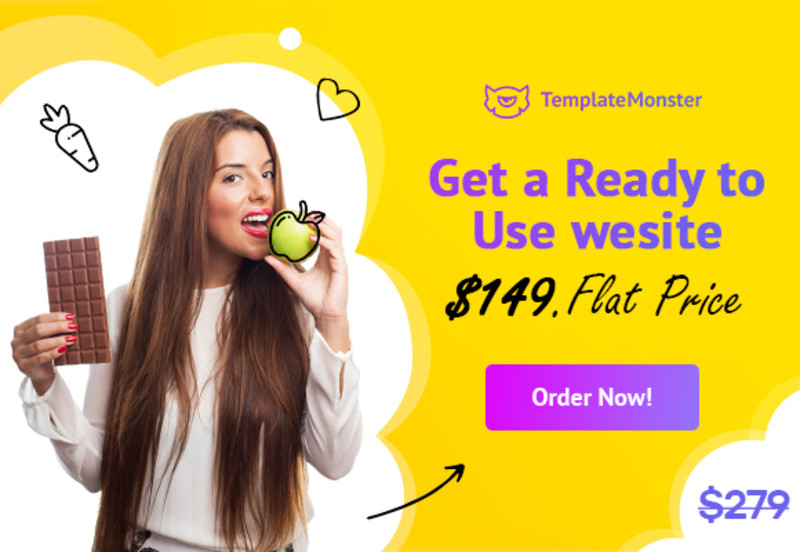 TemplateMonster
Get a Ready to
Use wesite
$149. Flat Price
Order Now!
$279